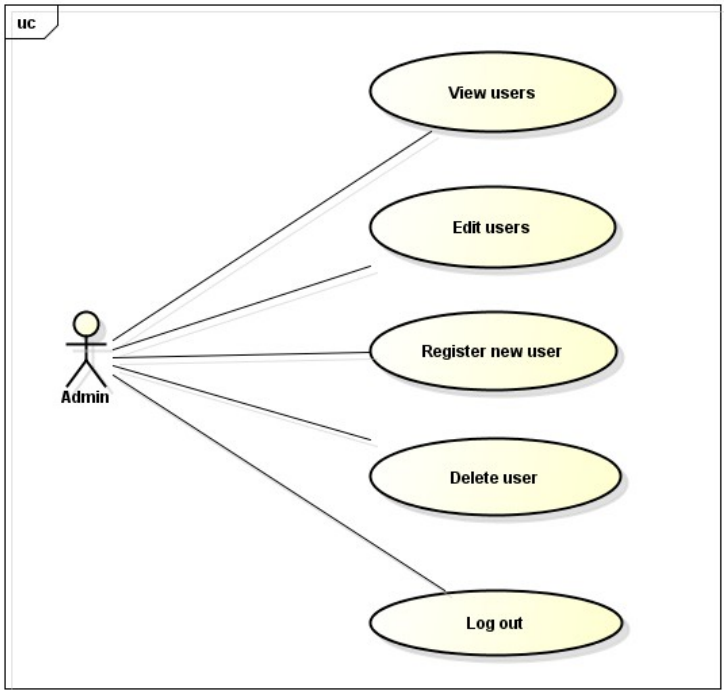 uc
View users
Edit users
Register new user
Admin
Delete user
Log out